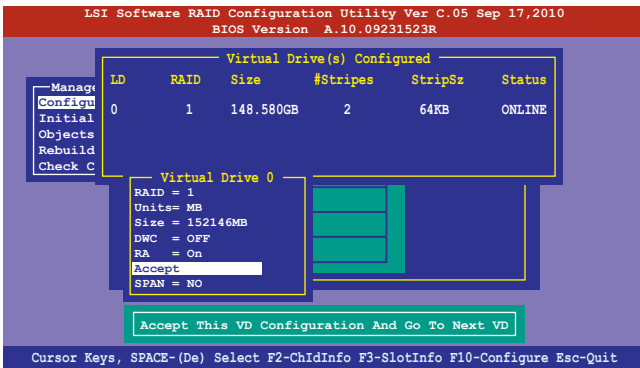 LSI Software RAID Configuration Utility Ver C.05 Sep 17,2010
BIOS Version A.10.09231523R
Virtual Drive(s) Configured
LD RAID Size #Stripes StripSz Status
0 1 148.580GB 2 64KB ONLINE
Manage
Configu
Initial
Objects
Rebuild
Check C
Virtual Drive 0
RAID = 1
Units= MB
Size = 152146MB
DWC = OFF
RA = On
Accept
SPAN = NO
Accept This VD Configuration And Go To Next VD
Cursor Keys, SPACE-(De) Select F2-ChIdInfo F3-SlotInfo F10-Configure Esc-Quit